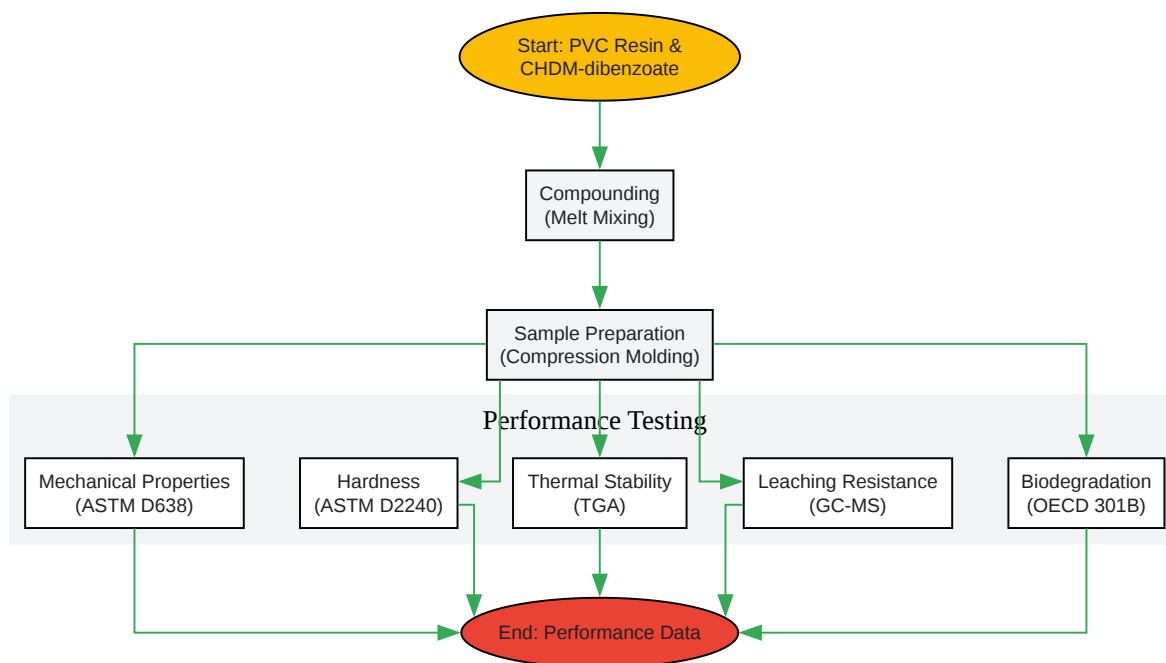 Start: PVC Resin &
CHDM-dibenzoate
Compounding
(Melt Mixing)
Sample Preparation
(Compression Molding)
Performance Testing
Mechanical Properties
(ASTM D638)
Hardness
(ASTM D2240)
Thermal Stability
(TGA)
Leaching Resistance
(GC-MS)
Biodegradation
(OECD 301B)
End: Performance Data